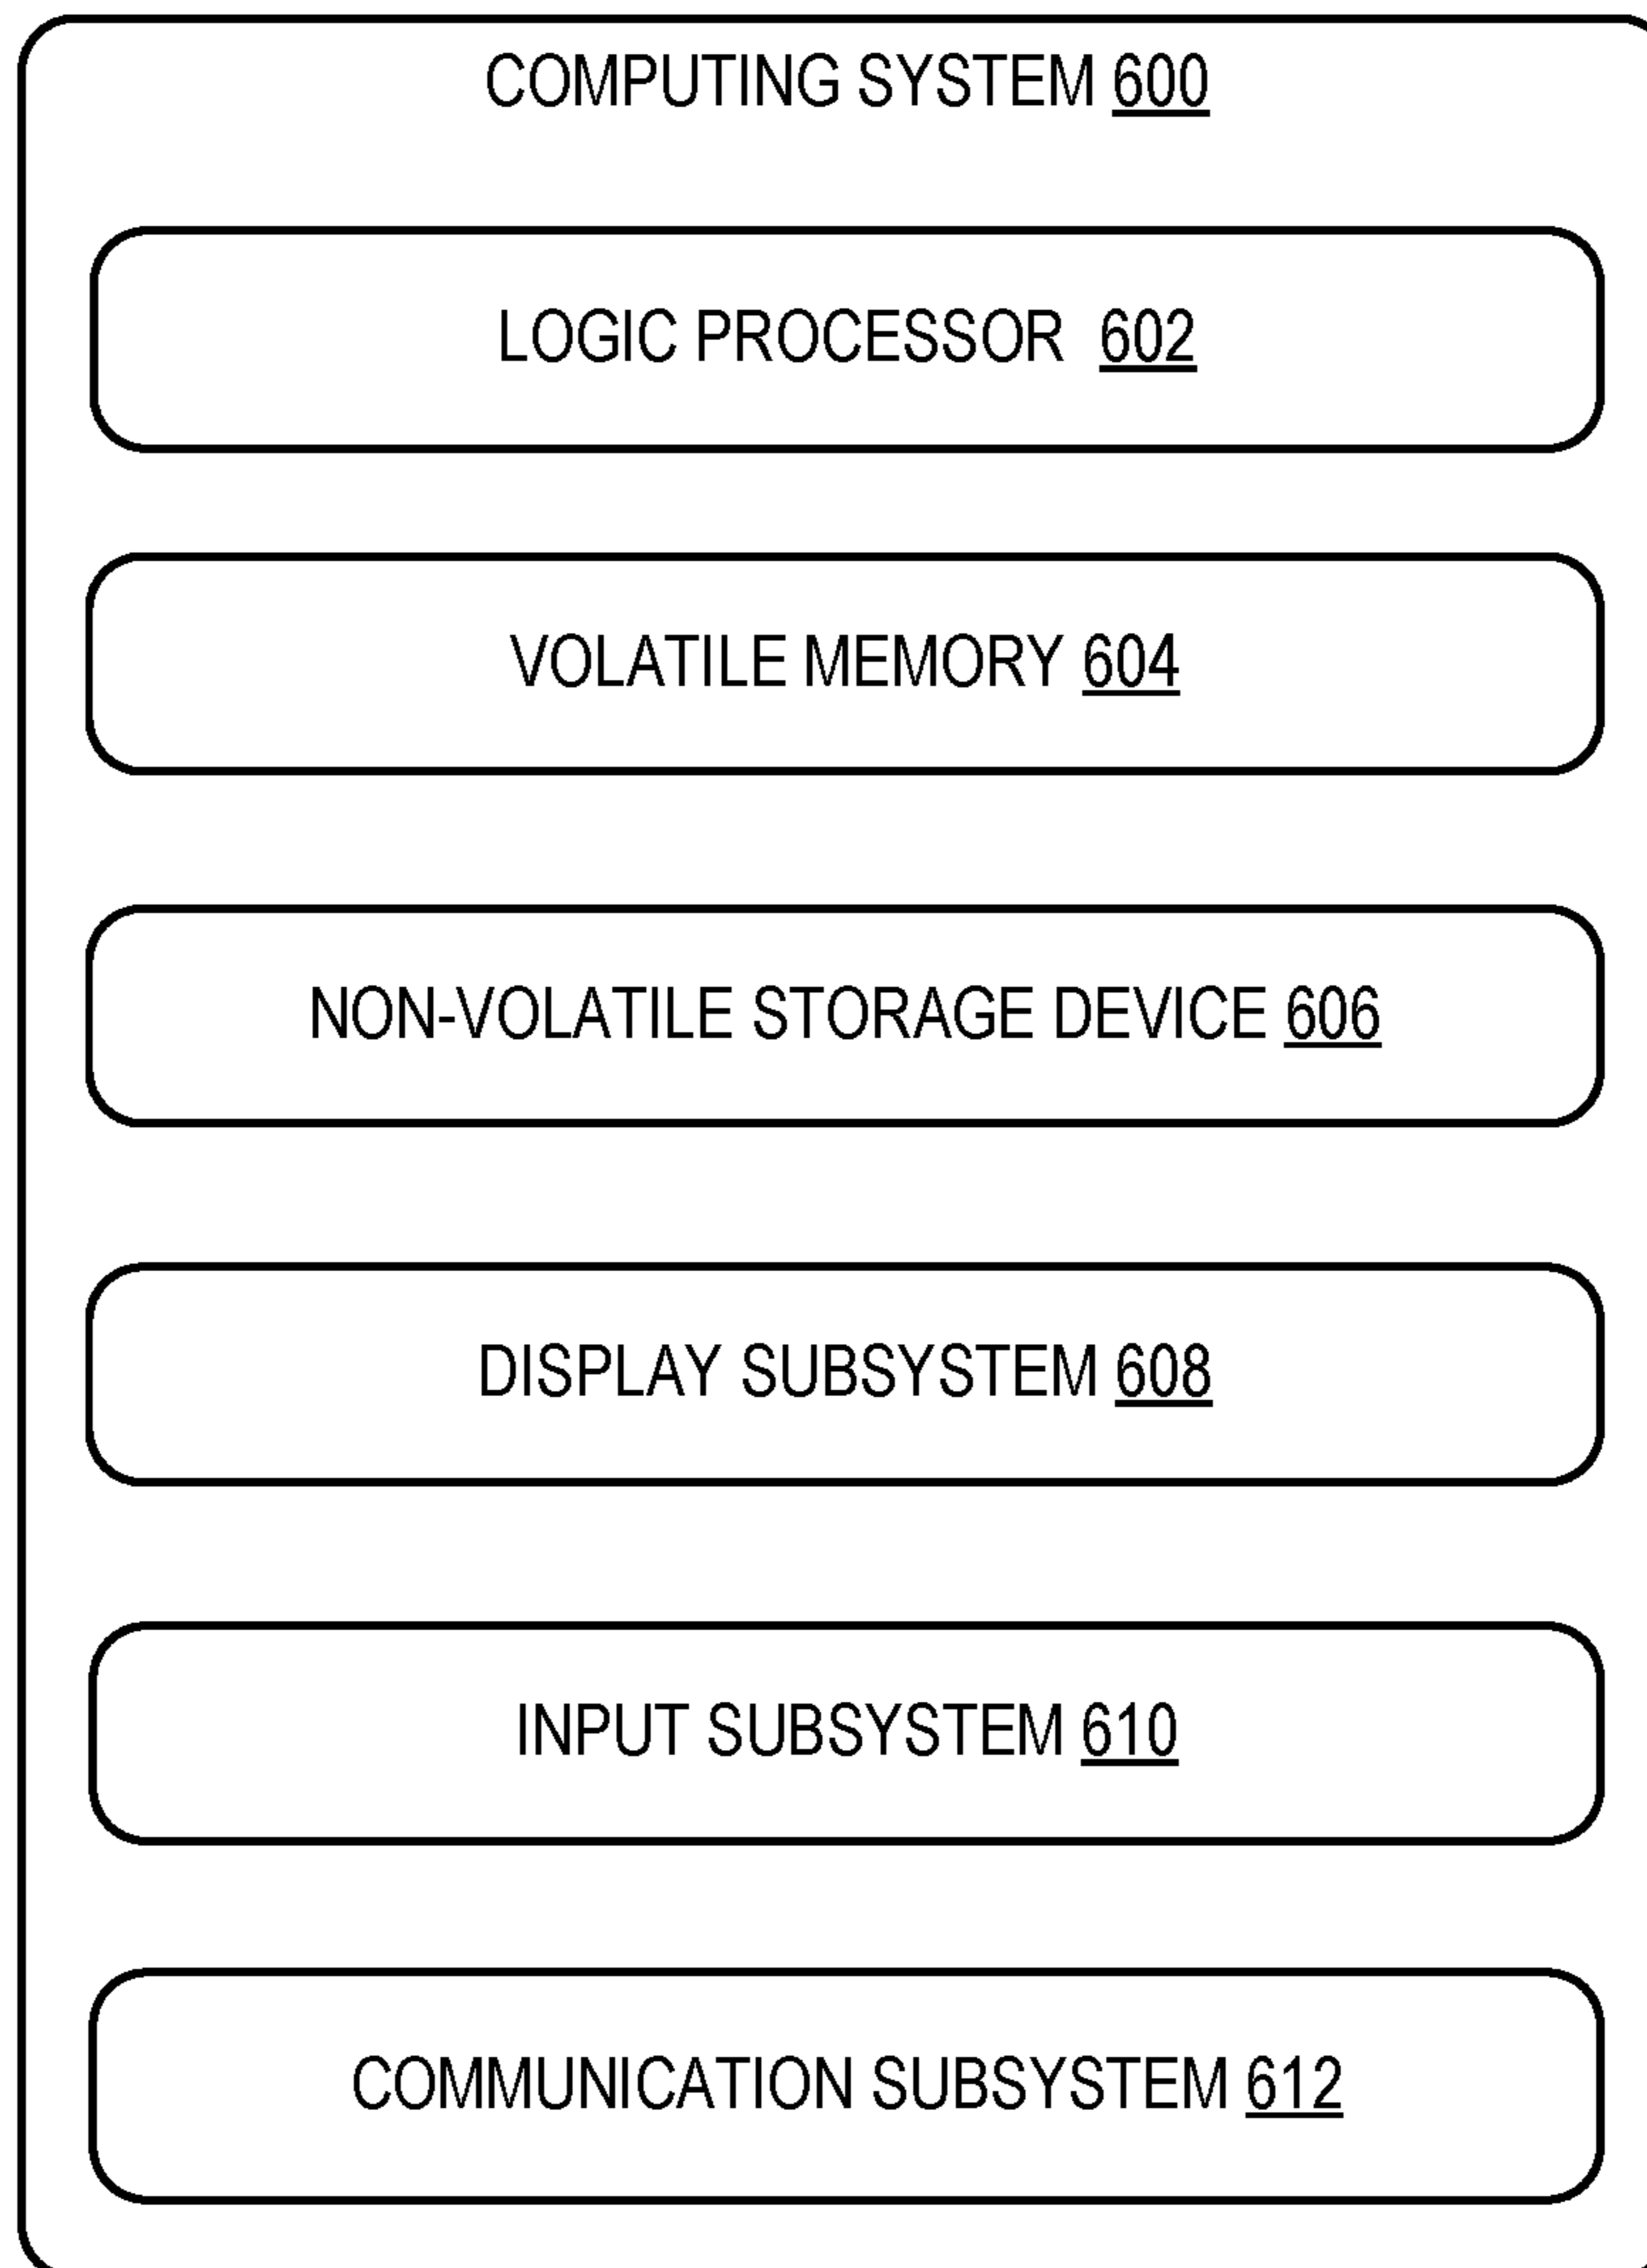 COMPUTING SYSTEM 600
LOGIC PROCESSOR 602
VOLATILE MEMORY 604
NON-VOLATILE STORAGE DEVICE 606
DISPLAY SUBSYSTEM 608
INPUT SUBSYSTEM 610
COMMUNICATION SUBSYSTEM 612